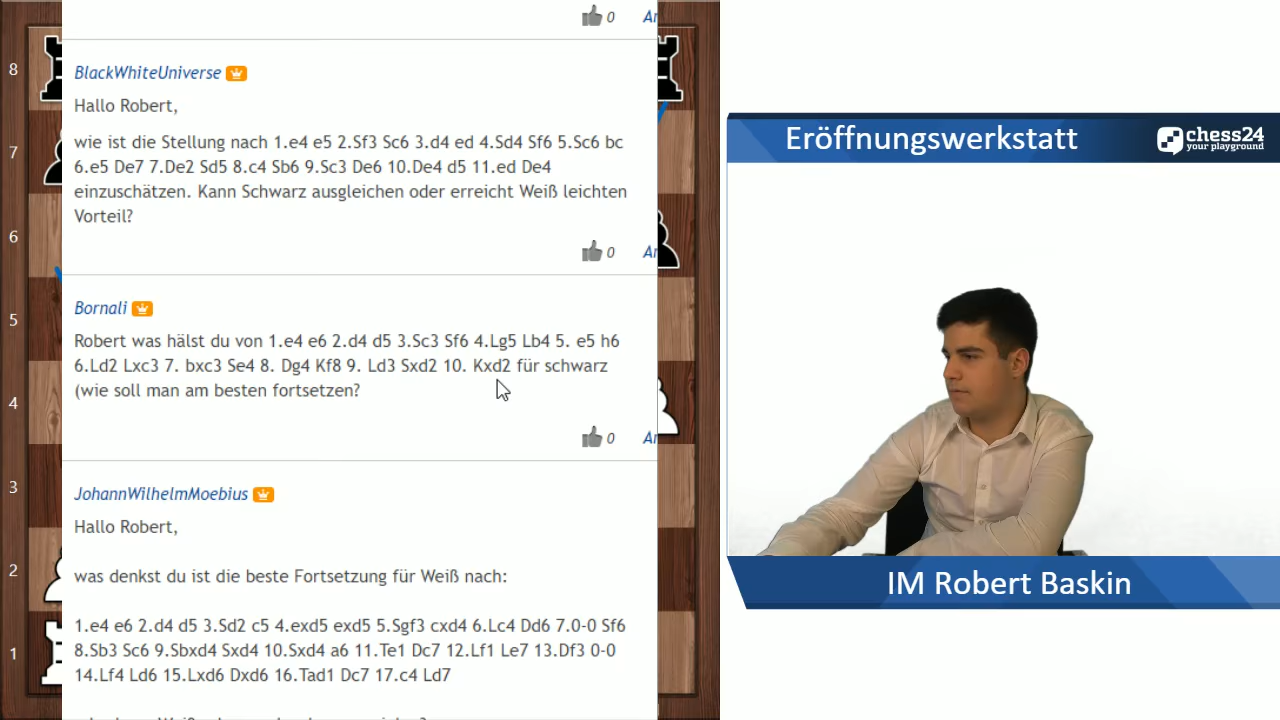 0 
BlackWhiteUniverse
Hallo Robert,
wie ist die Stellung nach 1.e4 e5 2.Sf3 Sc6 3.d4 ed 4.Sd4 Sf6 5.Sc6 bc
6.e5 De7 7.De2 Sd5 8.c4 Sb6 9.Sc3 De6 10.De4 d5 11.ed De4
einzuschätzen. Kann Schwarz ausgleichen oder erreicht Weiß leichten
Vorteil?
0
Bornali
Robert was hälst du von 1.e4 e6 2.d4 d5 3.Sc3 Sf6 4.Lg5 Lb4 5. e5 h6
6.Ld2 Lxc3 7. bxc3 Se4 8. Dg4 Kf8 9. Ld3 Sxd2 10. Kxd2 für schwarz
(wie soll man am besten fortsetzen?
0
JohannWilhelmMoebius
Hallo Robert,
was denkst du ist die beste Fortsetzung für Weiß nach:
1.e4 e6 2.d4 d5 3.Sd2 c5 4.exd5 exd5 5.Sgf3 cxd4 6.Lc4 Dd6 7.0-0 Sf6
8.Sb3 Sc6 9.Sbxd4 Sxd4 10.Sxd4 a6 11.Te1 Dc7 12.Lf1 Le7 13.Df3 0-0
14.Lf4 Ld6 15.Lxd6 Dxd6 16.Tad1 Dc7 17.c4 Ld7
8
7
6
5
4
3
2
1
Eröffnungswerkstatt
chess24
your playground
IM Robert Baskin